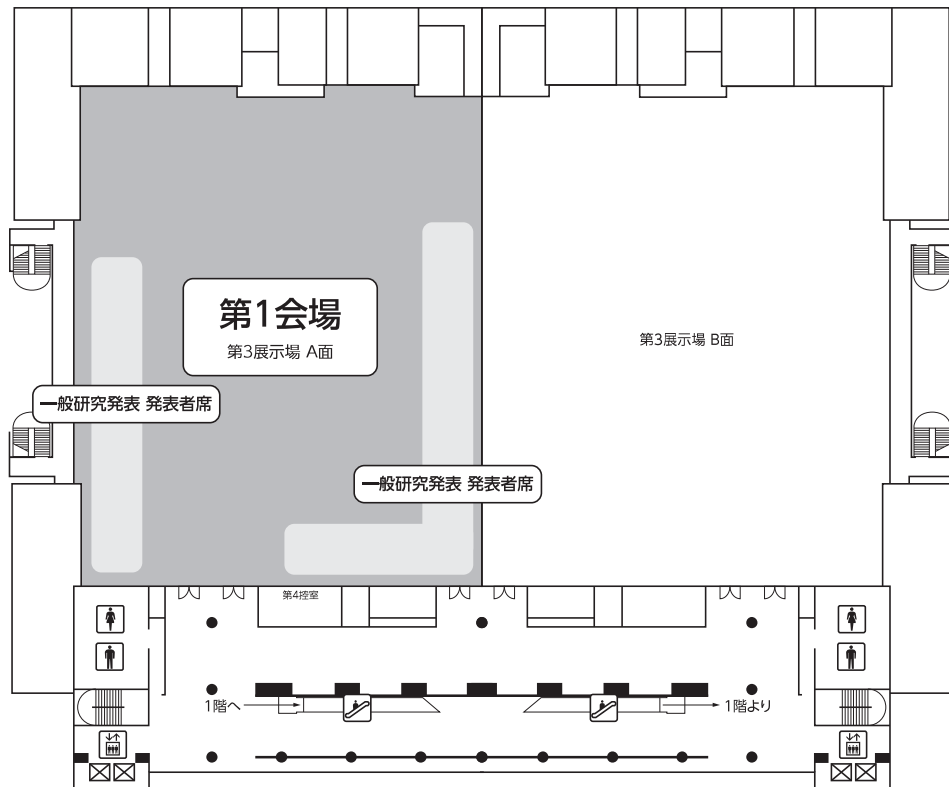 第1会場
第3展示場 A面
第3展示場 B面
一般研究発表 発表者席
一般研究発表 発表者席
第4控室
1階へ
1階より